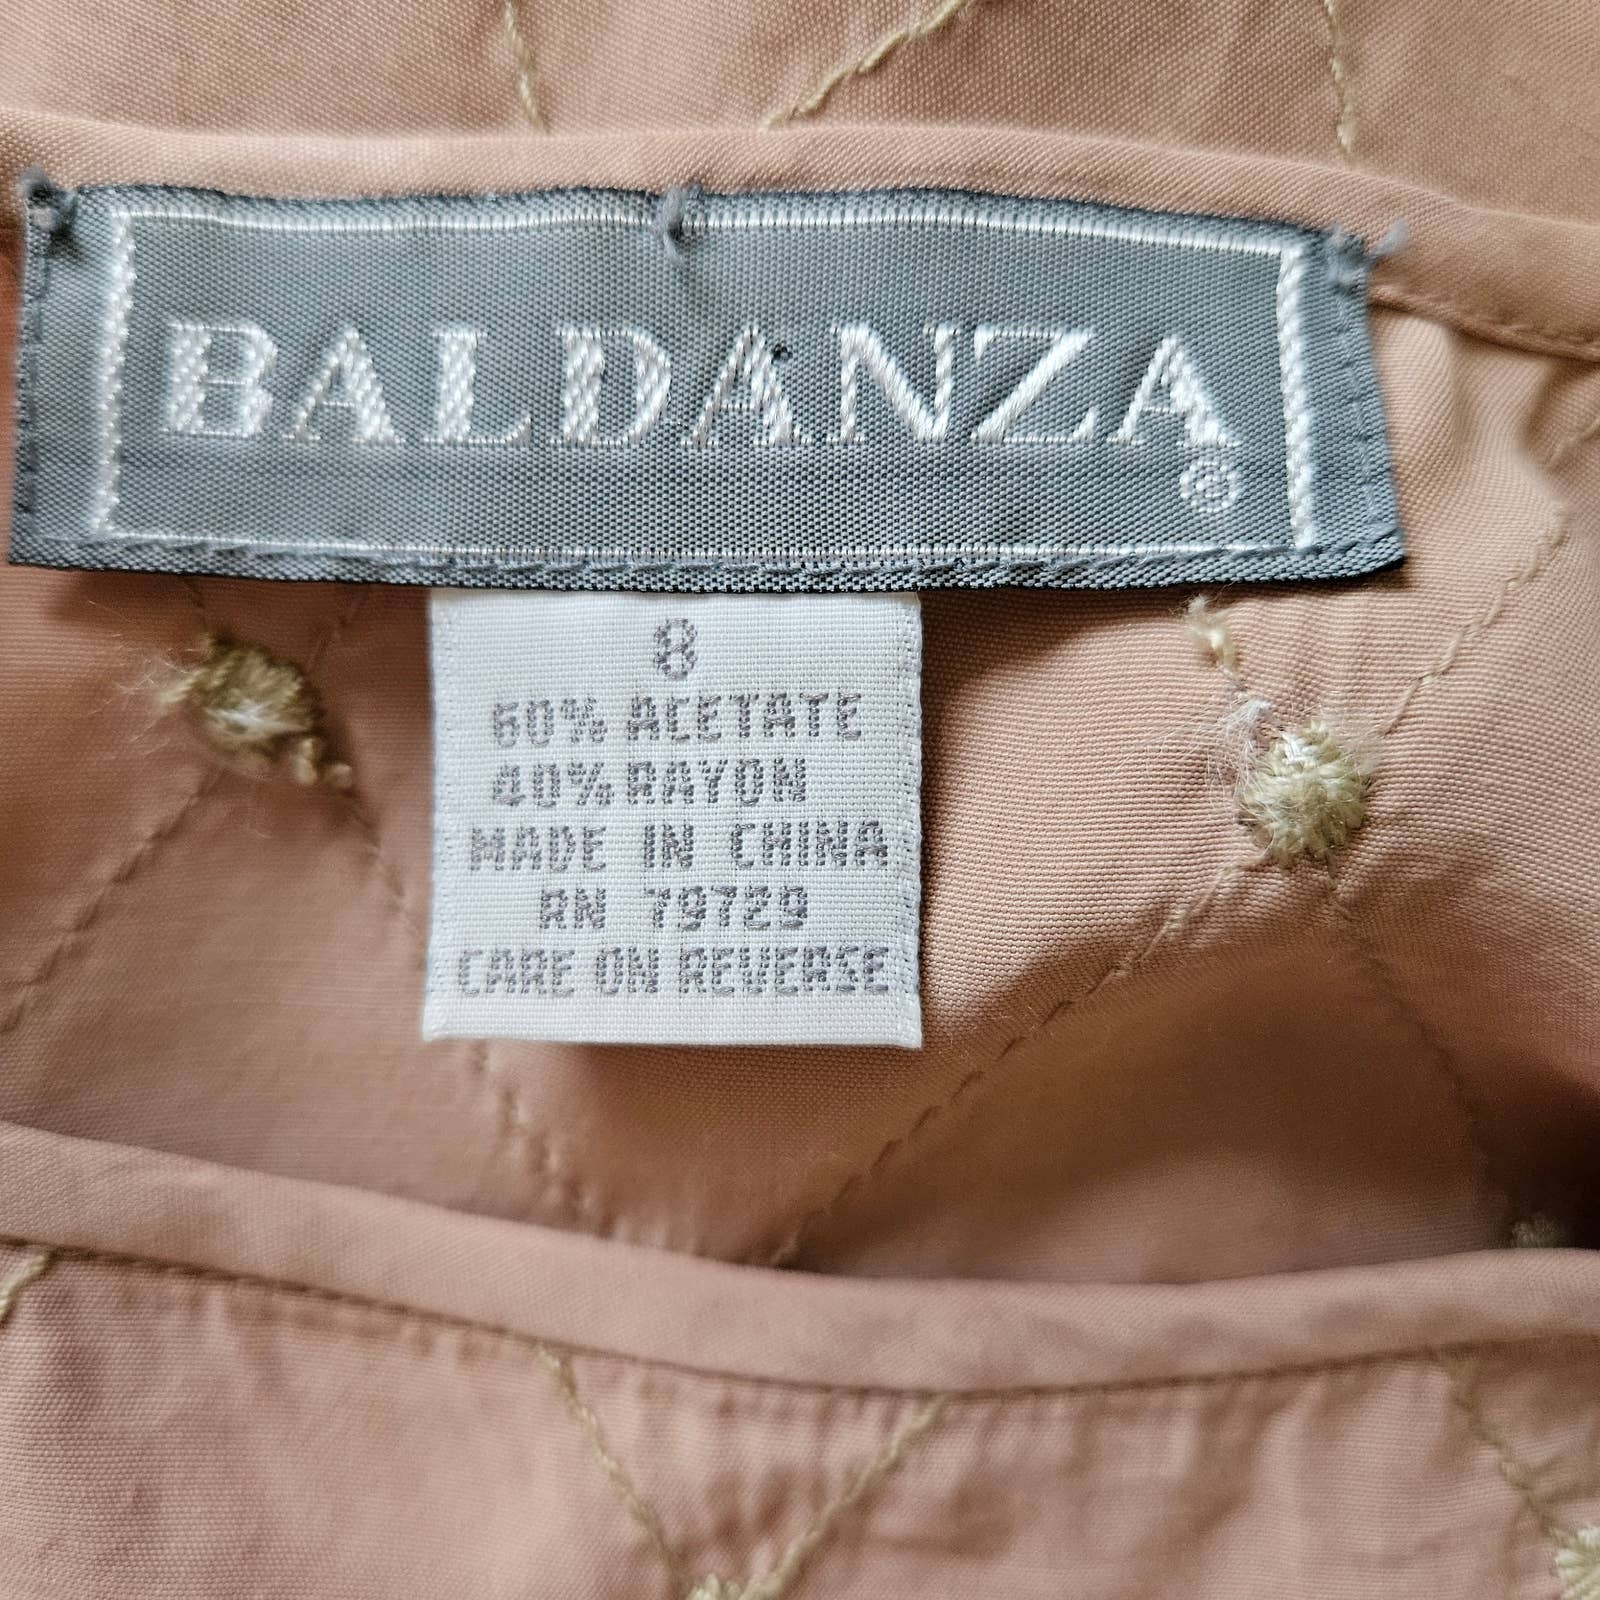 BALDANZA
®
8
60% ACETATE
40% RAYON
MADE IN CHINA
RN 79729
CARE ON REVERSE